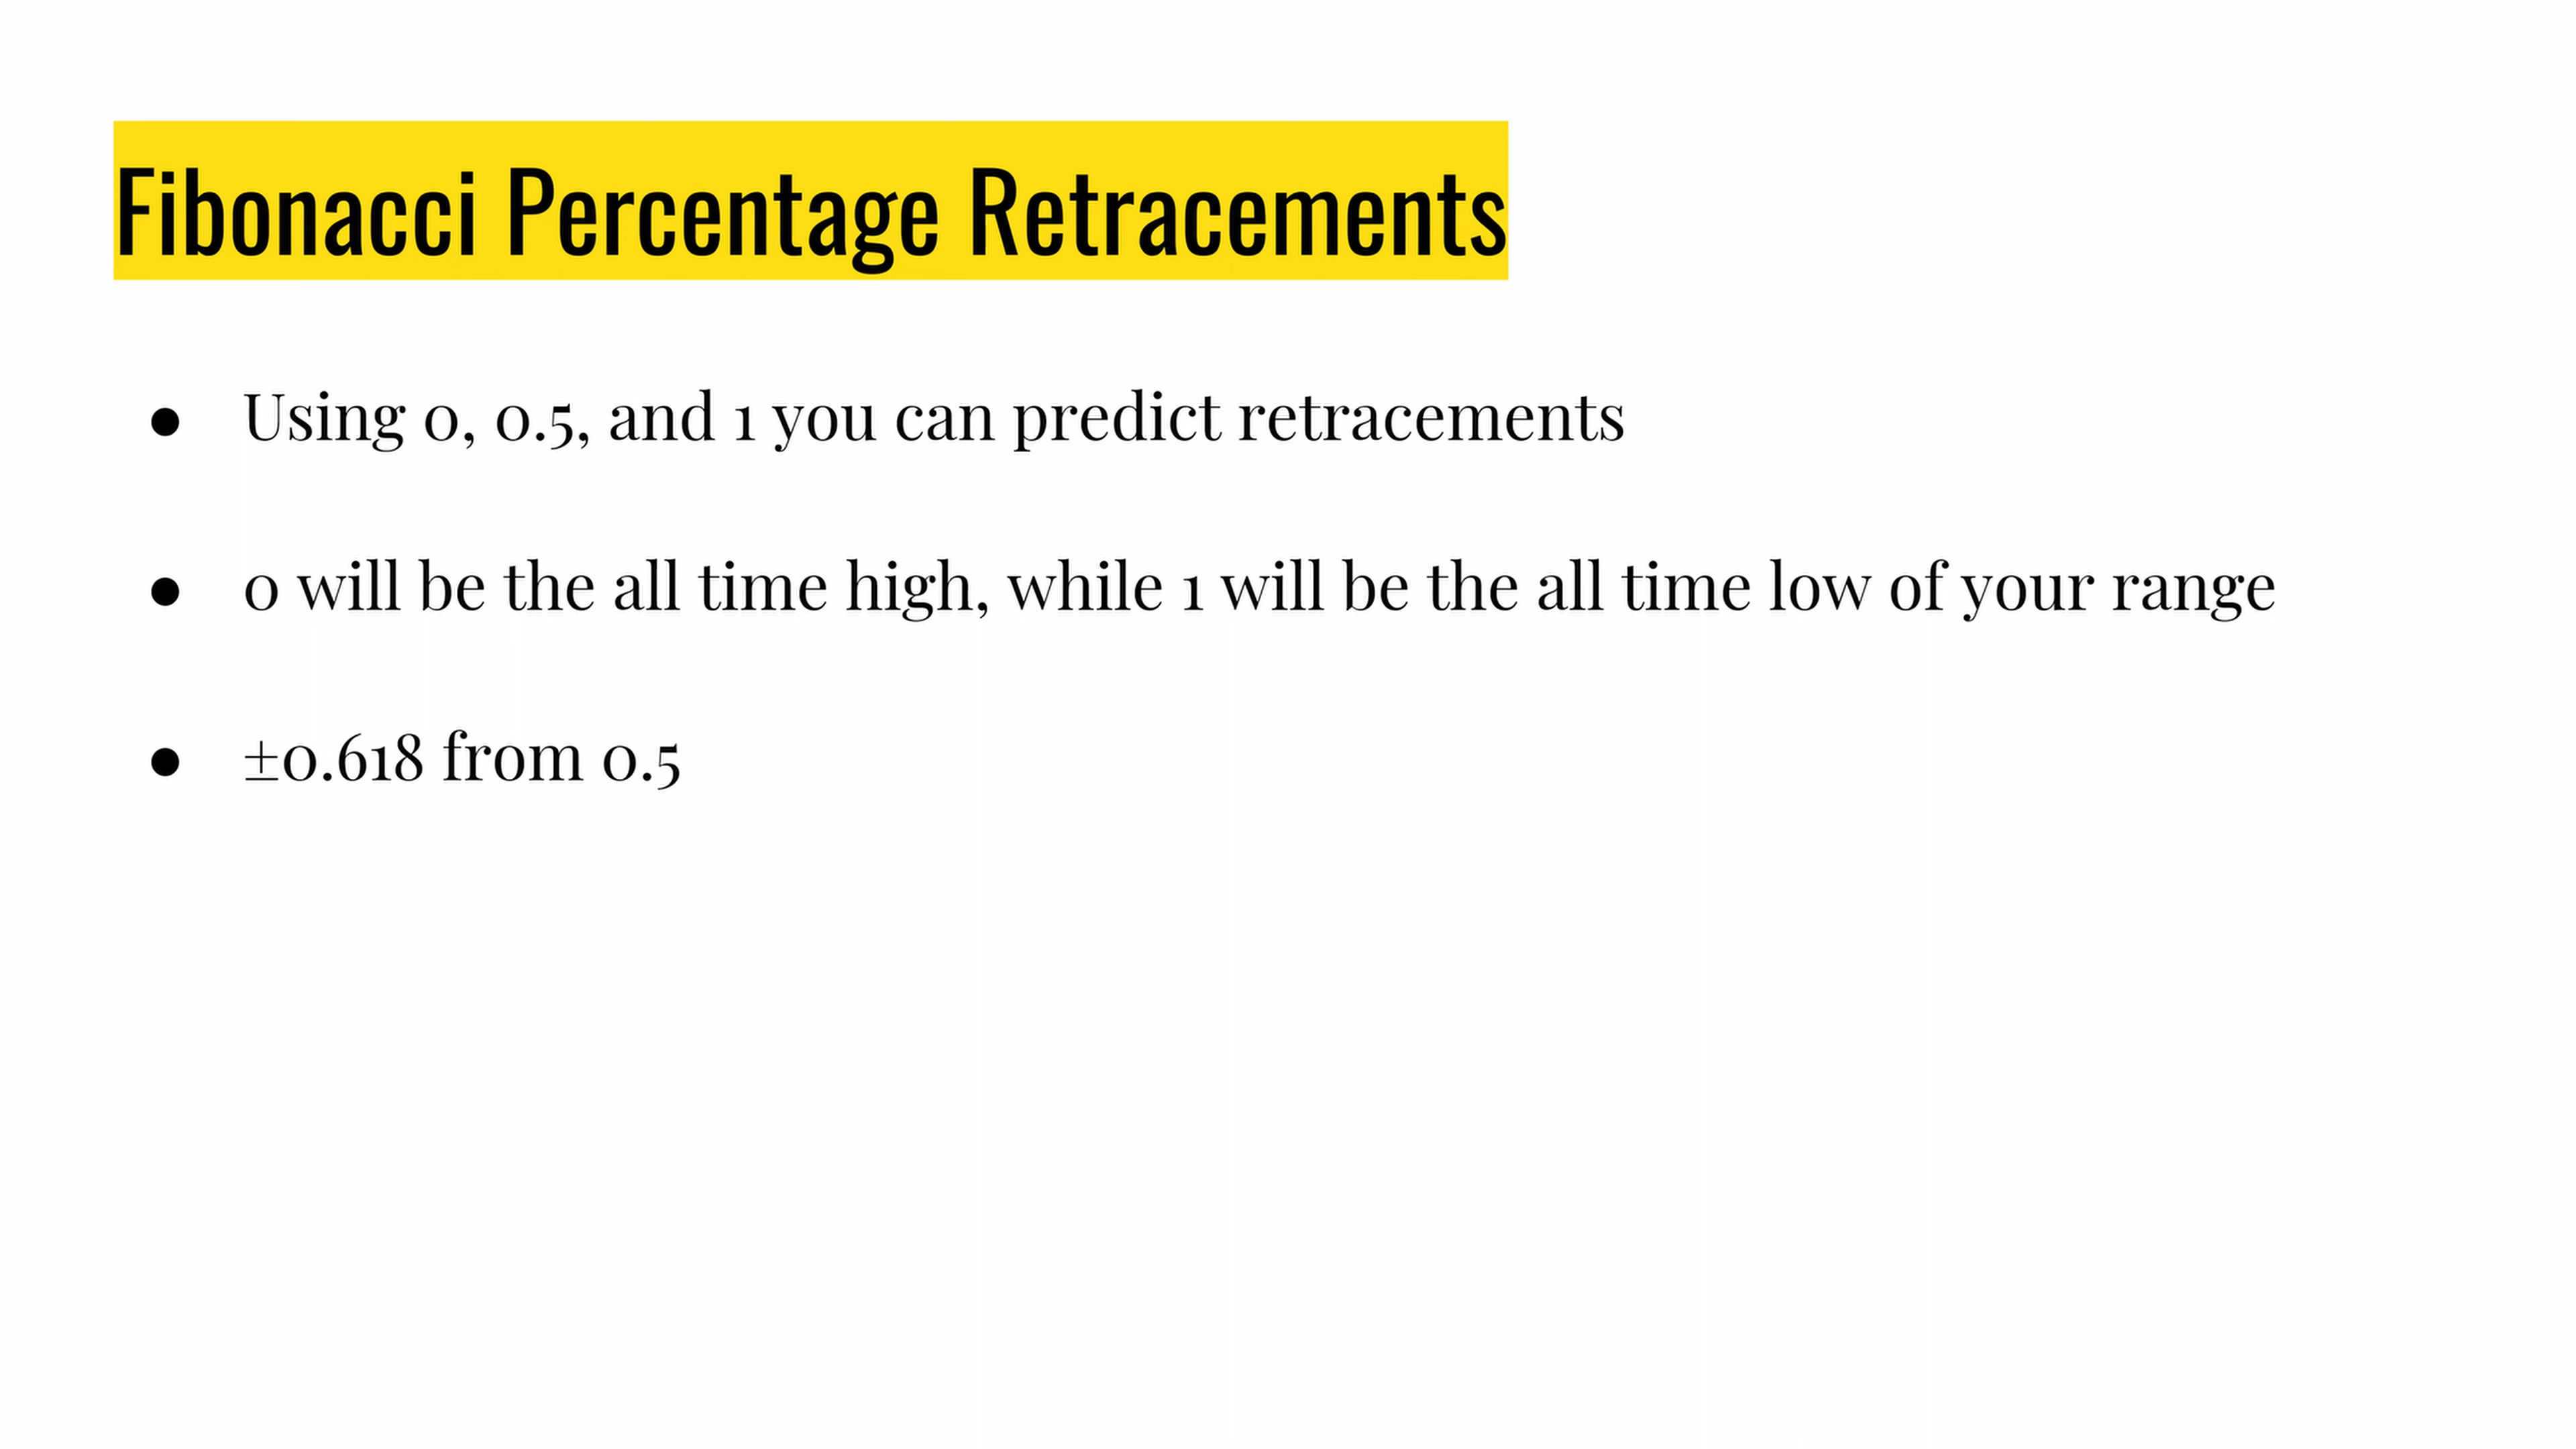 Fibonacci Percentage Retracements
● Using 0, 0.5, and 1 you can predict retracements
● 0 will be the all time high, while 1 will be the all time low of your range
● ±0.618 from 0.5